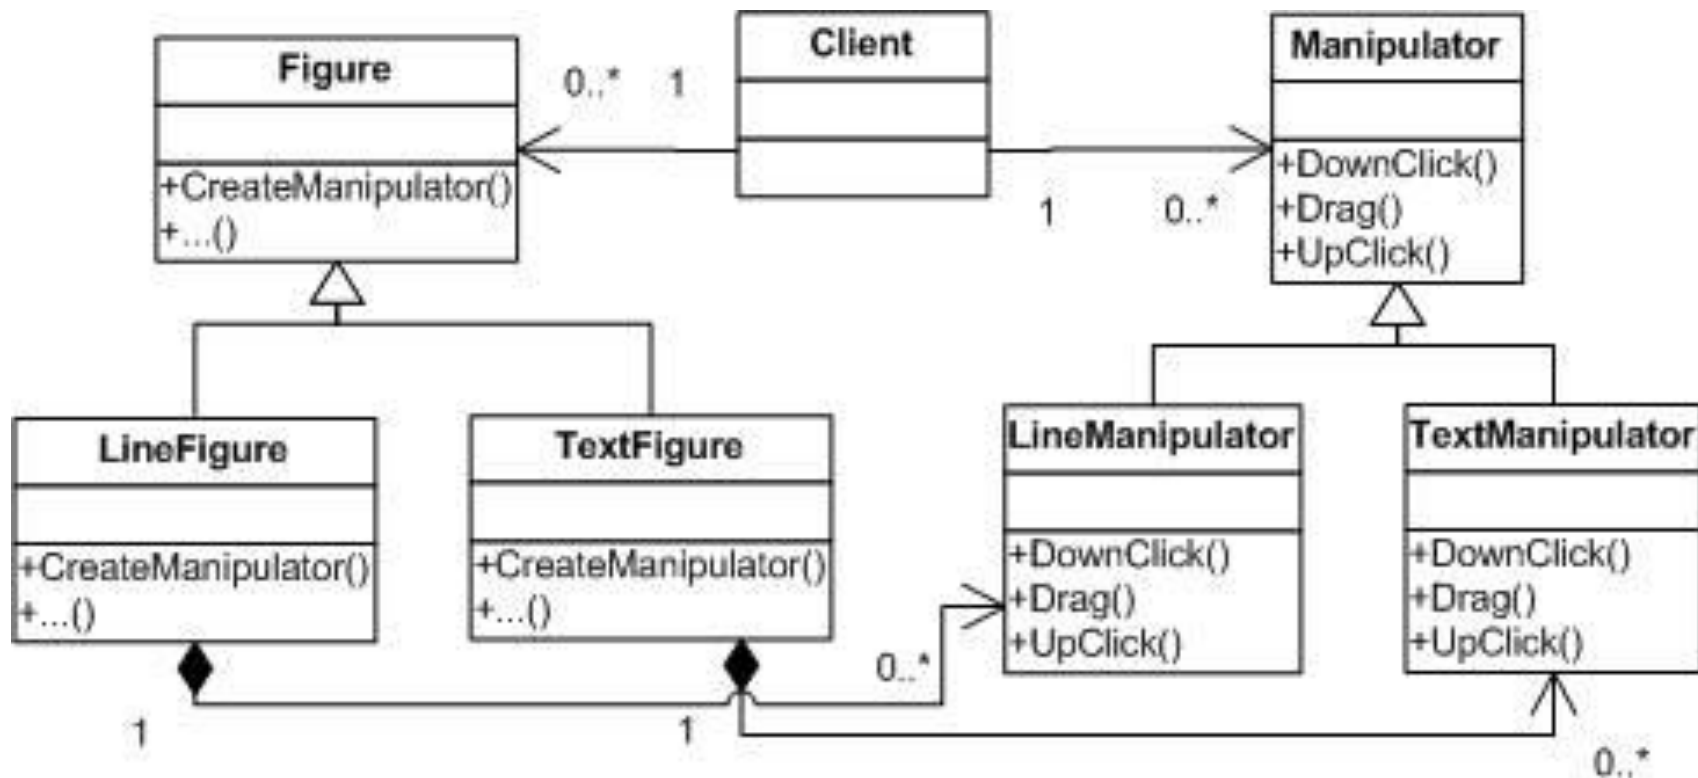 Figure
+CreateManipulator()
+...()
0..* 1
Client
1 0..*
Manipulator
+DownClick()
+Drag()
+UpClick()
LineFigure
+CreateManipulator()
+...()
1
TextFigure
+CreateManipulator()
+...()
1
0..*
LineManipulator
+DownClick()
+Drag()
+UpClick()
TextManipulator
+DownClick()
+Drag()
+UpClick()
0..*